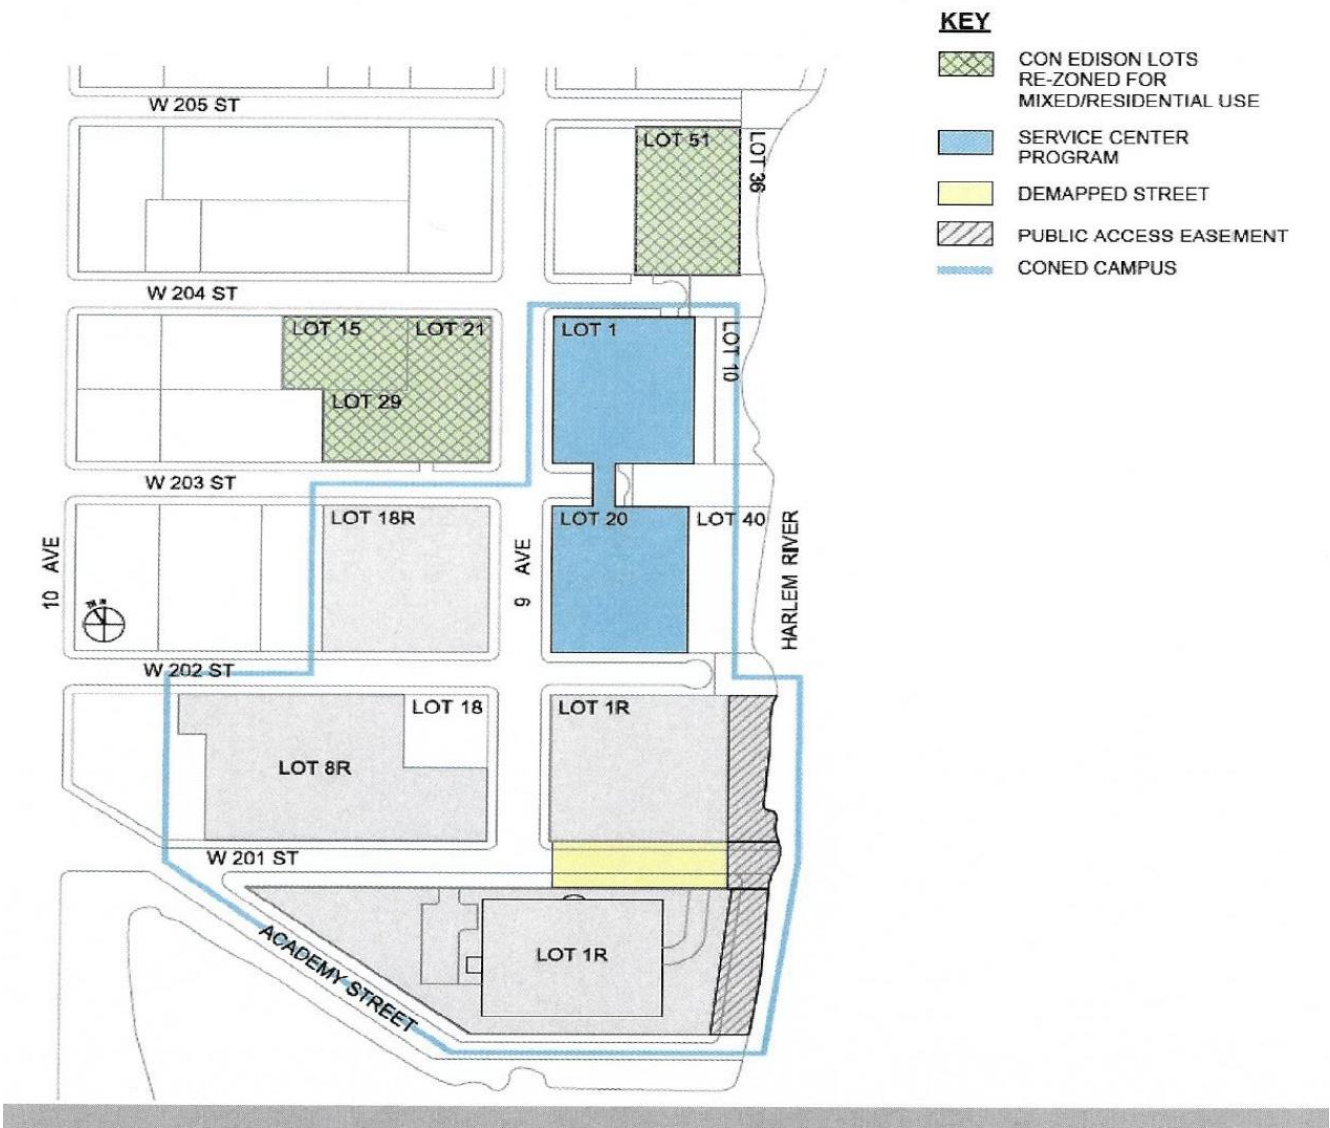 KEY
CON EDISON LOTS
RE-ZONED FOR
MIXED/RESIDENTIAL USE
SERVICE CENTER
PROGRAM
DEMAPPED STREET
PUBLIC ACCESS EASEMENT
CONED CAMPUS
W 205 ST
LOT 51
LOT 36
W 204 ST
LOT 15
LOT 21
LOT 29
LOT 1
LOT 10
W 203 ST
LOT 18R
LOT 20
LOT 40
10 AVE
9 AVE
HARLEM RIVER
W 202 ST
LOT 18
LOT 8R
LOT 1R
W 201 ST
LOT 1R
ACADEMY STREET